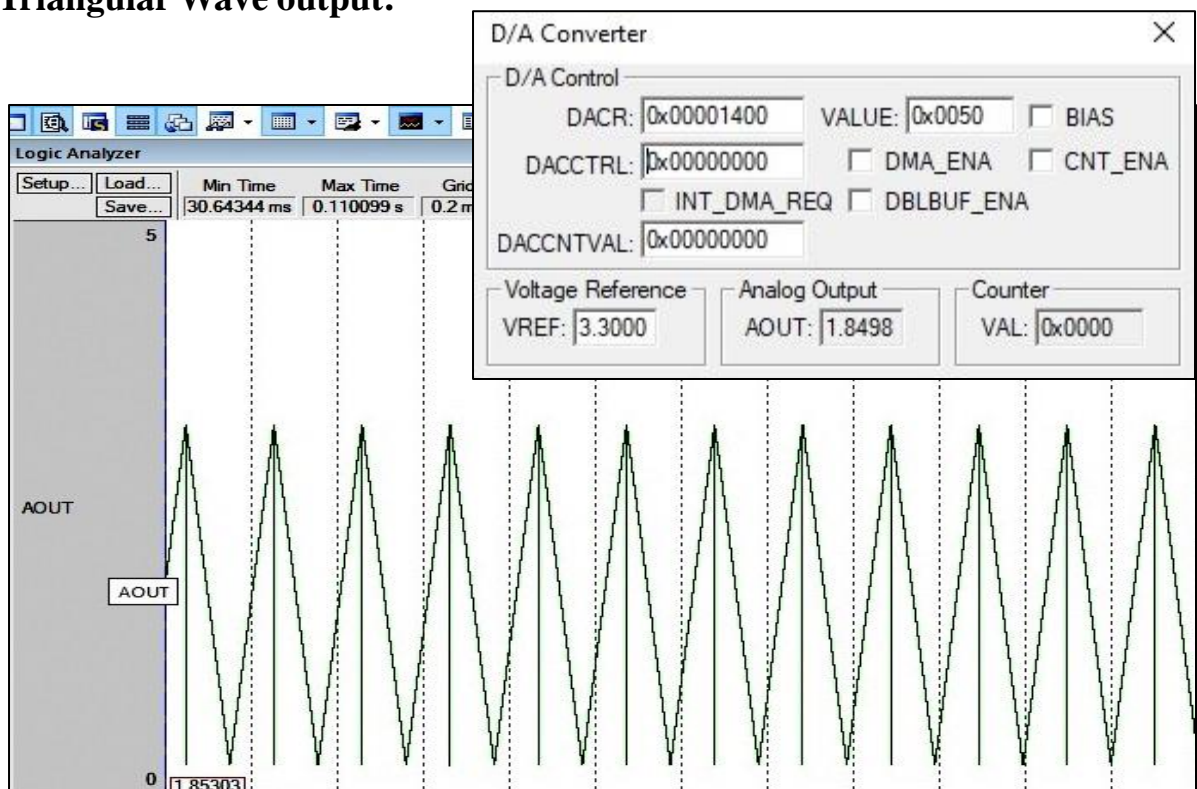 Triangular Wave output:
D/A Converter
D/A Control
DACR: 0x00001400 VALUE: 0x0050 BIAS
DACCTRL: 0x00000000 DMA_ENA CNT_ENA
INT_DMA_REQ DBLBUF_ENA
DACCNTVAL: 0x00000000
Voltage Reference Analog Output Counter
VREF: 3.3000 AOUT: 1.8498 VAL: 0x0000
Logic Analyzer
Setup... Load... Min Time Max Time Grid
Save... 30.64344 ms 0.110099 s 0.2 m
5
AOUT
AOUT
0 1.85303